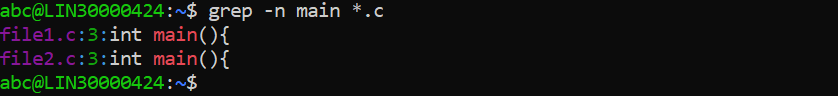 abc@LIN30000424:~$ grep -n main *.c
file1.c:3:int main(){
file2.c:3:int main(){
abc@LIN30000424:~$